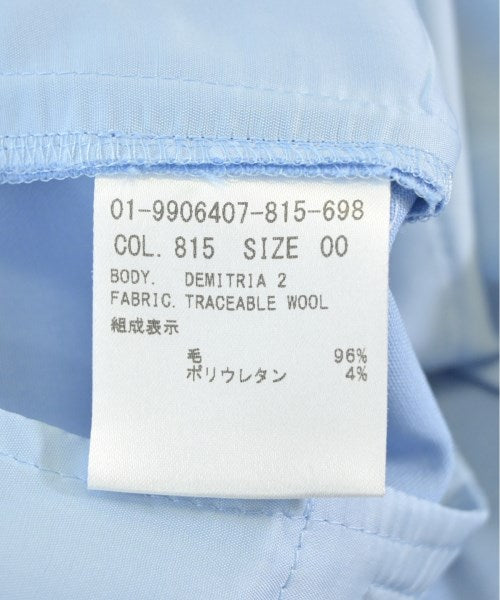 01-9906407-815-698
COL. 815 SIZE 00
BODY. DEMITRIA 2
FABRIC. TRACEABLE WOOL
組成表示
毛 96%
ポリウレタン 4%